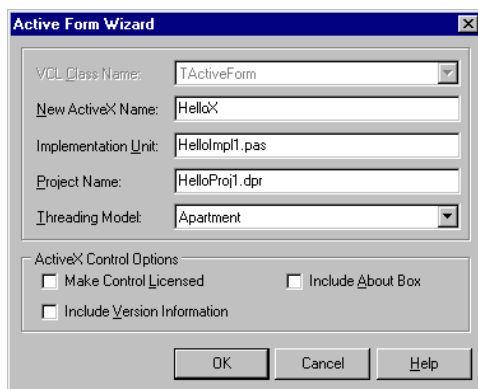 Active Form Wizard
VCL Class Name: TActiveForm
New ActiveX Name: HelloX
Implementation Unit: HelloImpl1.pas
Project Name: HelloProj1.dpr
Threading Model: Apartment
ActiveX Control Options
Make Control Licensed Include About Box
Include Version Information
OK Cancel Help